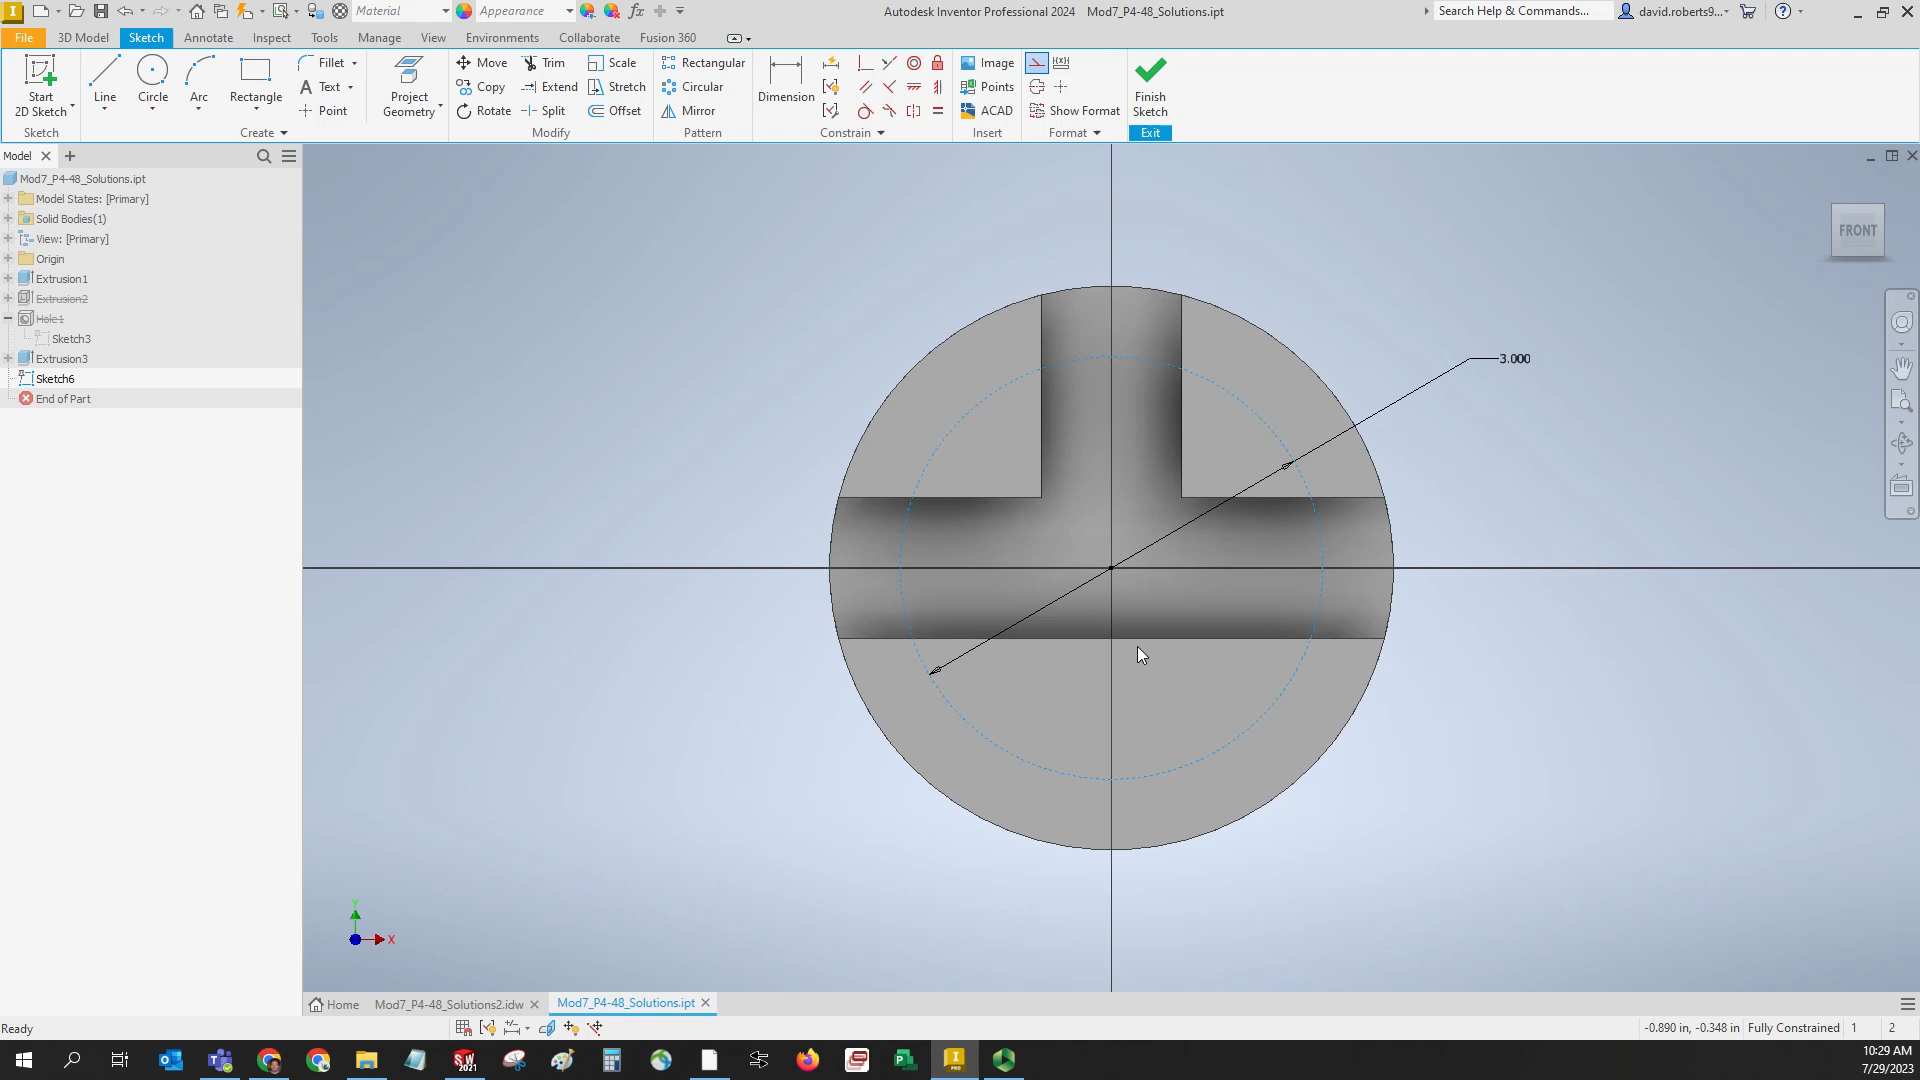 Material
Appearance
Autodesk Inventor Professional 2024 Mod7_P4-48_Solutions.ipt
Search Help & Commands...
david.roberts9...
File 3D Model Sketch Annotate Inspect Tools Manage View Environments Collaborate Fusion 360
Start
2D Sketch
Line
Circle
Arc
Rectangle
Fillet
Text
Point
Project
Geometry
Move
Copy
Rotate
Trim
Extend
Split
Scale
Stretch
Offset
Rectangular
Circular
Mirror
Dimension
Image
Points
ACAD
Show Format
Finish
Sketch
Sketch Create Modify Pattern Constrain Insert Format Exit
Model
Mod7_P4-48_Solutions.ipt
Model States: [Primary]
Solid Bodies(1)
View: [Primary]
Origin
Extrusion1
Extrusion2
Hole1
Sketch3
Extrusion3
Sketch6
End of Part
FRONT
3.000
Y
X
Home Mod7_P4-48_Solutions2.idw Mod7_P4-48_Solutions.ipt
Ready
-0.890 in, -0.348 in Fully Constrained 1 2
10:29 AM
7/29/2023